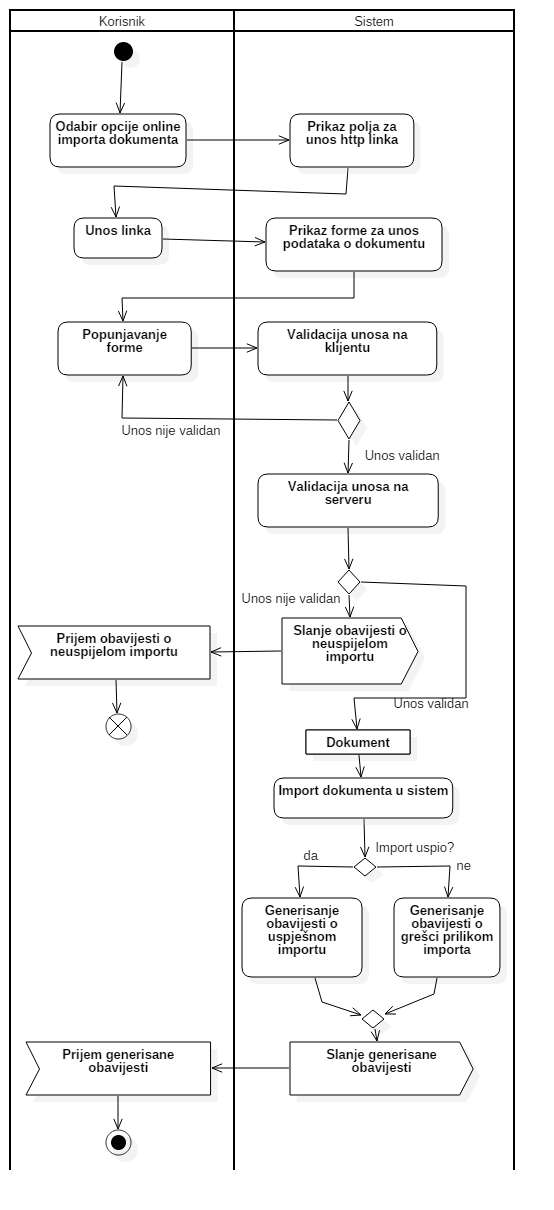 Korisnik
Sistem
Odabir opcije online
importa dokumenta
Prikaz polja za
unos http linka
Unos linka
Prikaz forme za unos
podataka o dokumentu
Popunjavanje
forme
Validacija unosa na
klijentu
Unos nije validan
Unos validan
Validacija unosa na
serveru
Unos nije validan
Prijem obavijesti o
neuspijelom importu
Slanje obavijesti o
neuspijelom
importu
Unos validan
Dokument
Import dokumenta u sistem
Import uspio?
da
ne
Generisanje
obavijesti o
uspješnom
importu
Generisanje
obavijesti o
grešci prilikom
importa
Prijem generisane
obavijesti
Slanje generisane
obavijesti